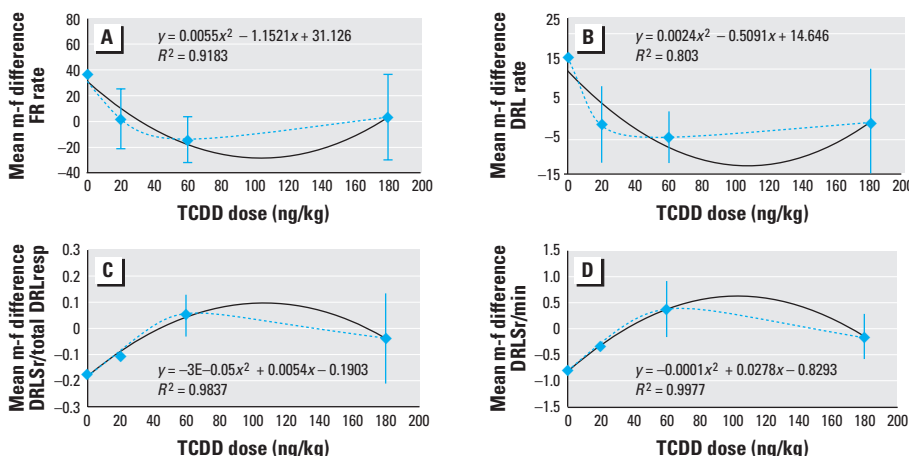 A
y = 0.0055x² − 1.1521x + 31.126
R² = 0.9183
Mean m-f difference
FR rate
80
60
40
20
0
−20
−40
0 20 40 60 80 100 120 140 160 180 200
TCDD dose (ng/kg)
B
y = 0.0024x² − 0.5091x + 14.646
R² = 0.803
Mean m-f difference
DRL rate
25
15
5
−5
−15
0 20 40 60 80 100 120 140 160 180 200
TCDD dose (ng/kg)
C
Mean m-f difference
DRLSr/total DRLresp
0.3
0.2
0.1
0
−0.1
−0.2
−0.3
y = −3E−0.05x² + 0.0054x − 0.1903
R² = 0.9837
0 20 40 60 80 100 120 140 160 180 200
TCDD dose (ng/kg)
D
Mean m-f difference
DRLSr/min
1.5
1.0
0.5
0
−0.5
−1.0
−1.5
y = −0.0001x² + 0.0278x − 0.8293
R² = 0.9977
0 20 40 60 80 100 120 140 160 180 200
TCDD dose (ng/kg)